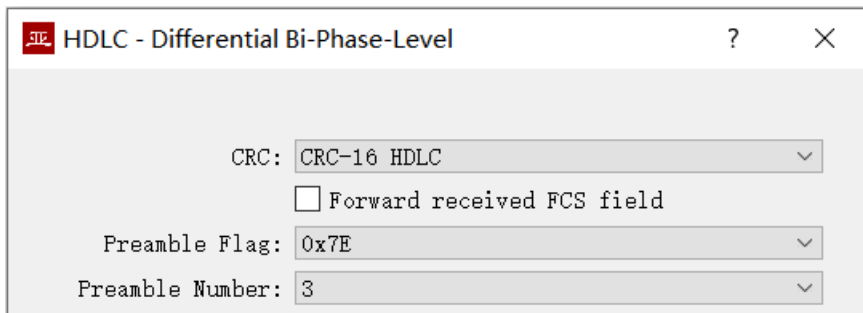 亚 HDLC - Differential Bi-Phase-Level ? ×
CRC: CRC-16 HDLC
Forward received FCS field
Preamble Flag: 0x7E
Preamble Number: 3